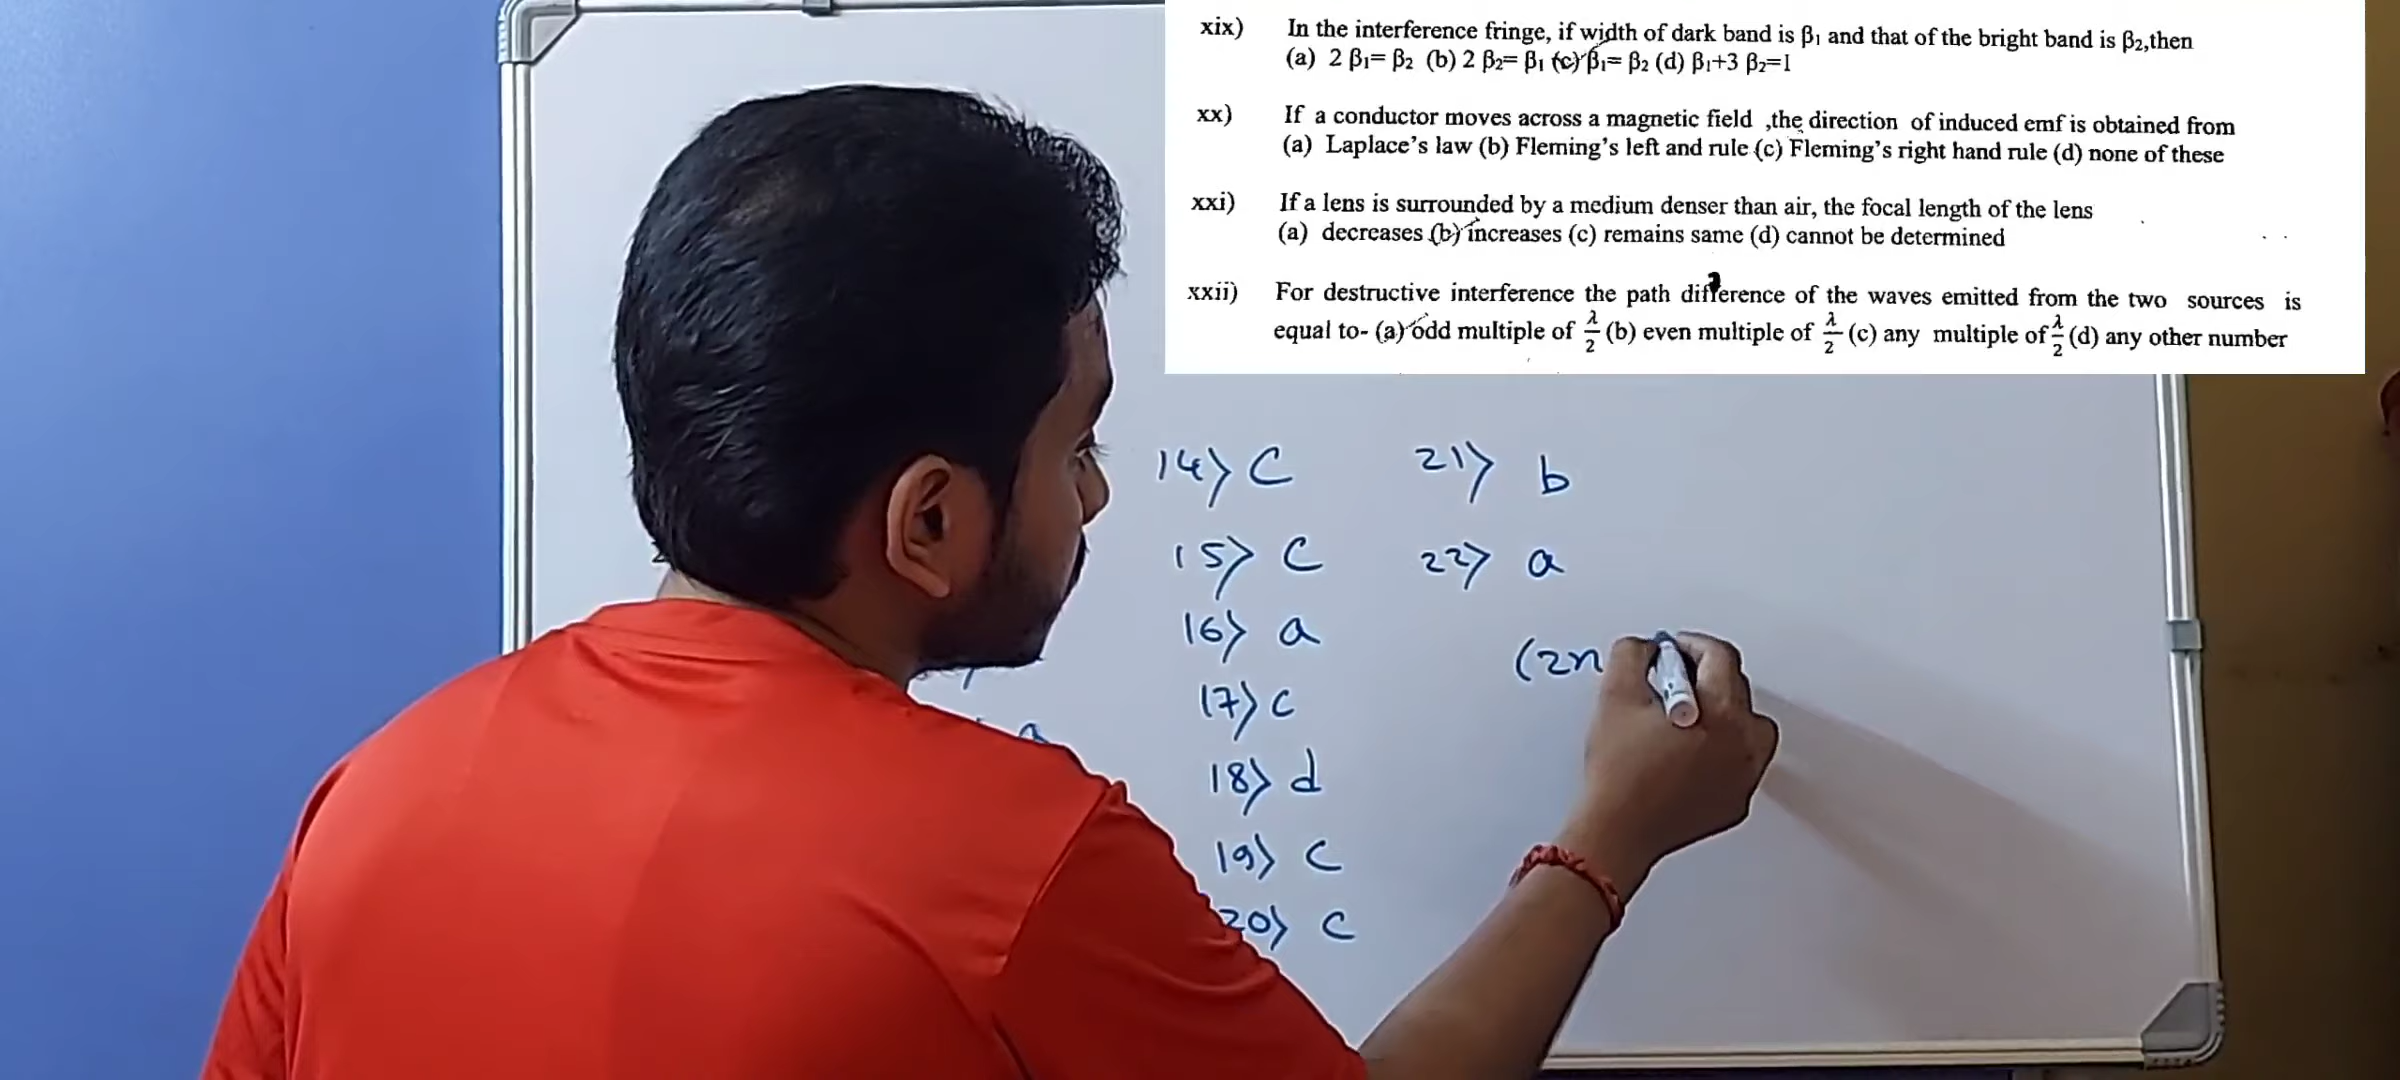 xix) In the interference fringe, if width of dark band is β₁ and that of the bright band is β₂,then
(a) 2 β₁= β₂ (b) 2 β₂= β₁ (c) β₁= β₂ (d) β₁+3 β₂=1
xx) If a conductor moves across a magnetic field ,the direction of induced emf is obtained from
(a) Laplace's law (b) Fleming's left and rule (c) Fleming's right hand rule (d) none of these
xxi) If a lens is surrounded by a medium denser than air, the focal length of the lens
(a) decreases (b) increases (c) remains same (d) cannot be determined
xxii) For destructive interference the path difference of the waves emitted from the two sources is
equal to- (a) odd multiple of λ/2 (b) even multiple of λ/2 (c) any multiple of λ/2 (d) any other number
14) C
15) C
16) a
17) c
18) d
19) c
20) c
21) b
22) a
(2n